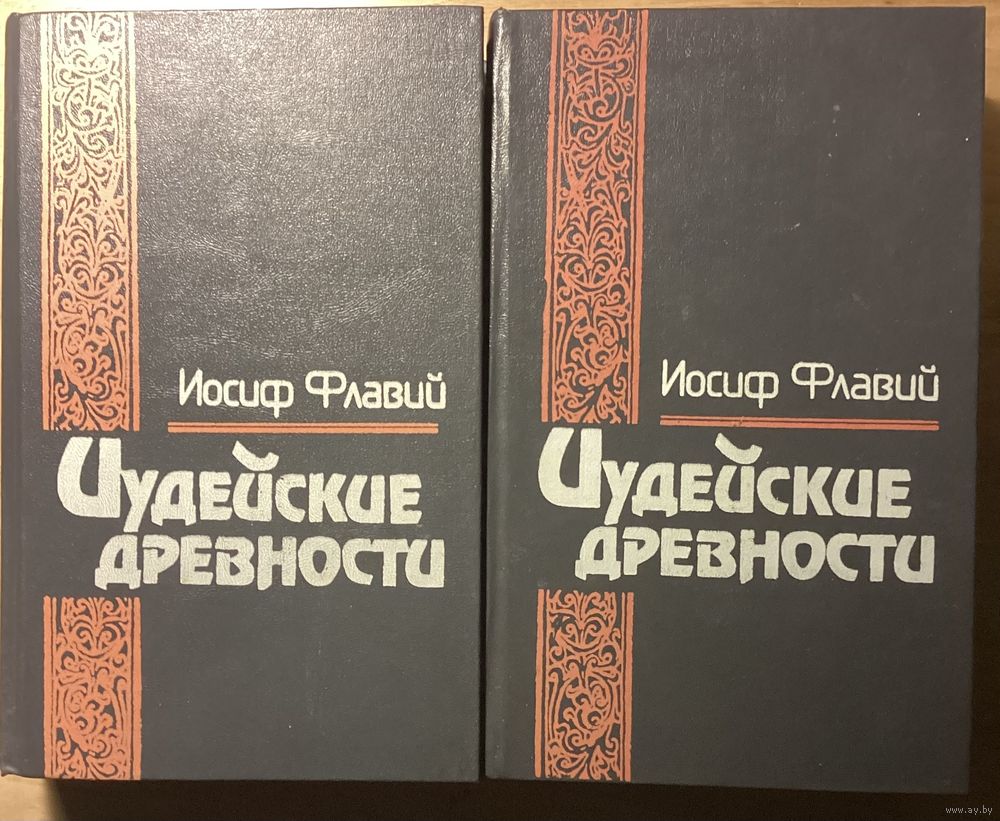 Иосиф Флавий
Иудейские
древности
Иосиф Флавий
Иудейские
древности
www.ay.by